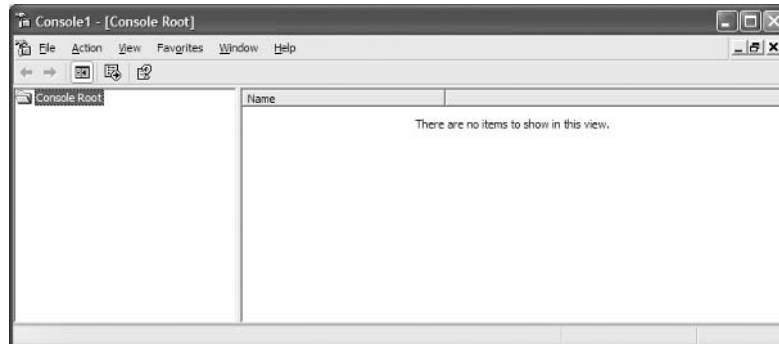 Console1 - [Console Root]
File Action View Favorites Window Help
Console Root
Name
There are no items to show in this view.